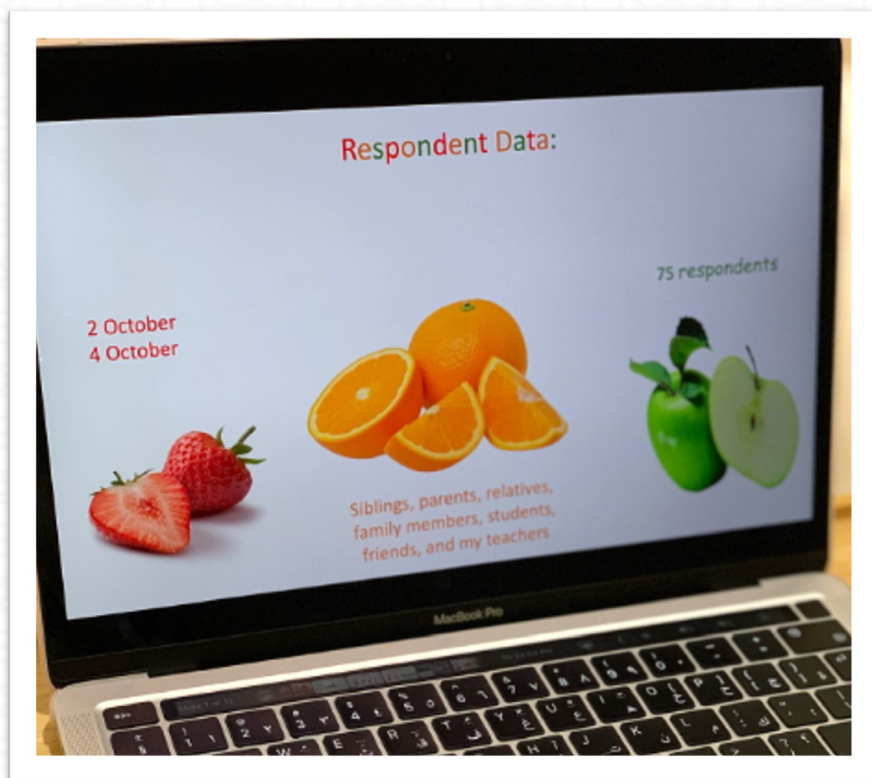 Respondent Data:
2 October
4 October
75 respondents
Siblings, parents, relatives,
family members, students,
friends, and my teachers
MacBook Pro